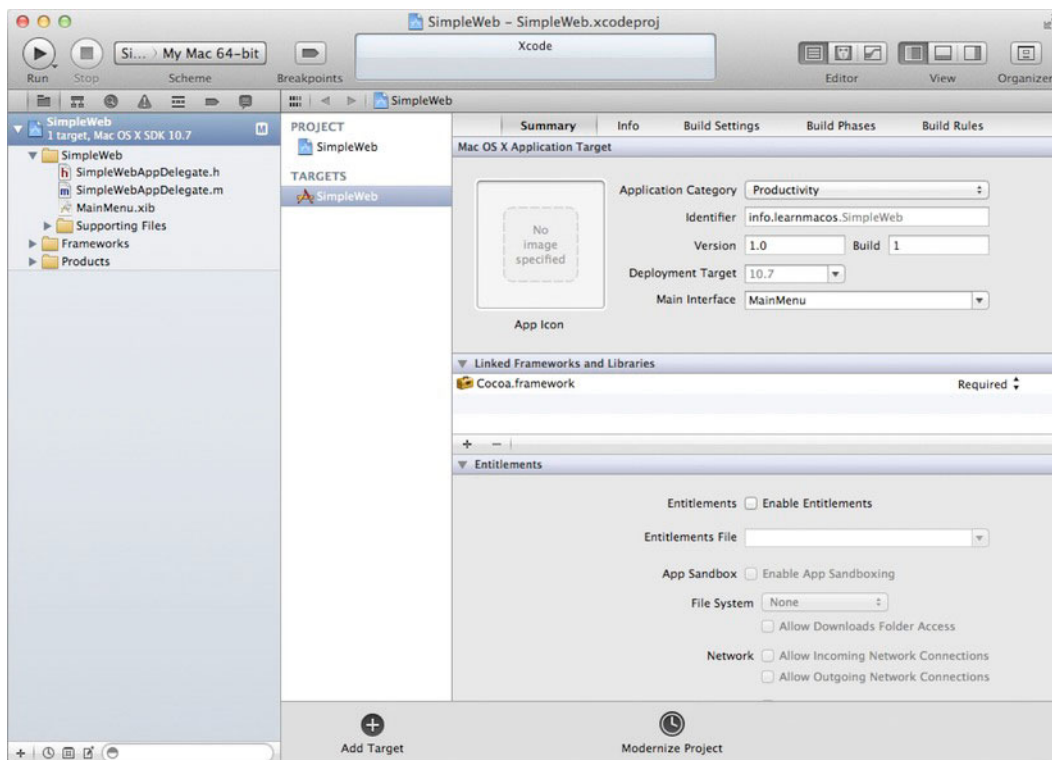 SimpleWeb – SimpleWeb.xcodeproj
Si... My Mac 64-bit
Xcode
Run Stop Scheme Breakpoints Editor View Organizer
SimpleWeb
SimpleWeb
1 target, Mac OS X SDK 10.7
M
SimpleWeb
h SimpleWebAppDelegate.h
m SimpleWebAppDelegate.m
MainMenu.xib
Supporting Files
Frameworks
Products
PROJECT
SimpleWeb
TARGETS
SimpleWeb
Summary Info Build Settings Build Phases Build Rules
Mac OS X Application Target
No
image
specified
App Icon
Application Category Productivity
Identifier info.learnmacos.SimpleWeb
Version 1.0 Build 1
Deployment Target 10.7
Main Interface MainMenu
Linked Frameworks and Libraries
Cocoa.framework Required
Entitlements
Entitlements Enable Entitlements
Entitlements File
App Sandbox Enable App Sandboxing
File System None
Allow Downloads Folder Access
Network Allow Incoming Network Connections
Allow Outgoing Network Connections
Add Target Modernize Project